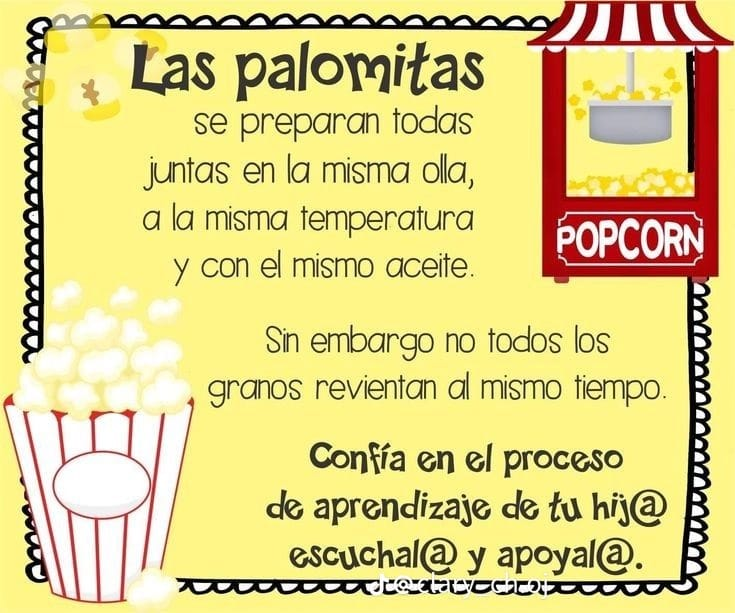 Las palomitas
se preparan todas
juntas en la misma olla,
a la misma temperatura
y con el mismo aceite.
POPCORN
Sin embargo no todos los
granos revientan al mismo tiempo.
Confía en el proceso
de aprendizaje de tu hij@
escuchal@ y apoyal@.